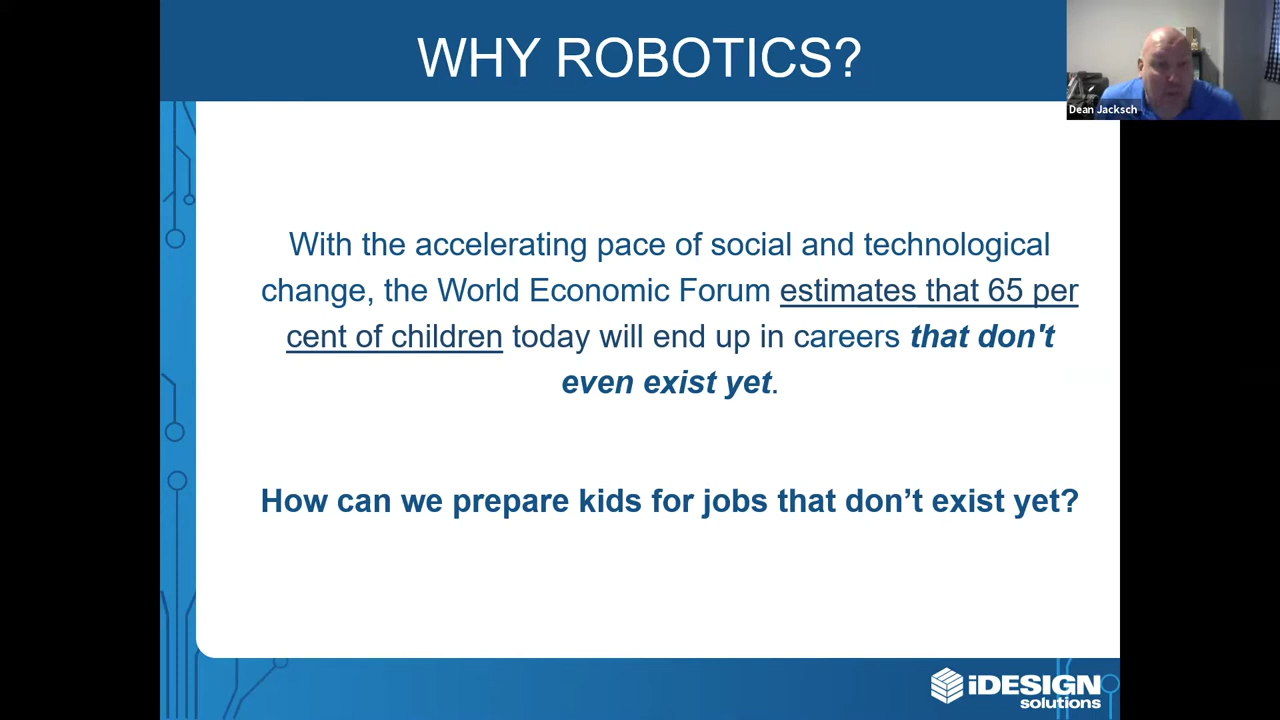 WHY ROBOTICS?
Dean Jacksch
With the accelerating pace of social and technological
change, the World Economic Forum estimates that 65 per
cent of children today will end up in careers that don't
even exist yet.
How can we prepare kids for jobs that don’t exist yet?
iDESIGN
solutions